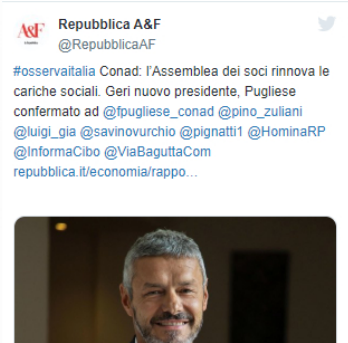 A&F
Repubblica A&F
@RepubblicaAF
#osservaitalia Conad: l'Assemblea dei soci rinnova le
cariche sociali. Geri nuovo presidente, Pugliese
confermato ad @fpugliese_conad @pino_zuliani
@luigi_gia @savinovurchio @pignatti1 @HominaRP
@InformaCibo @ViaBaguttaCom
repubblica.it/economia/rappo…